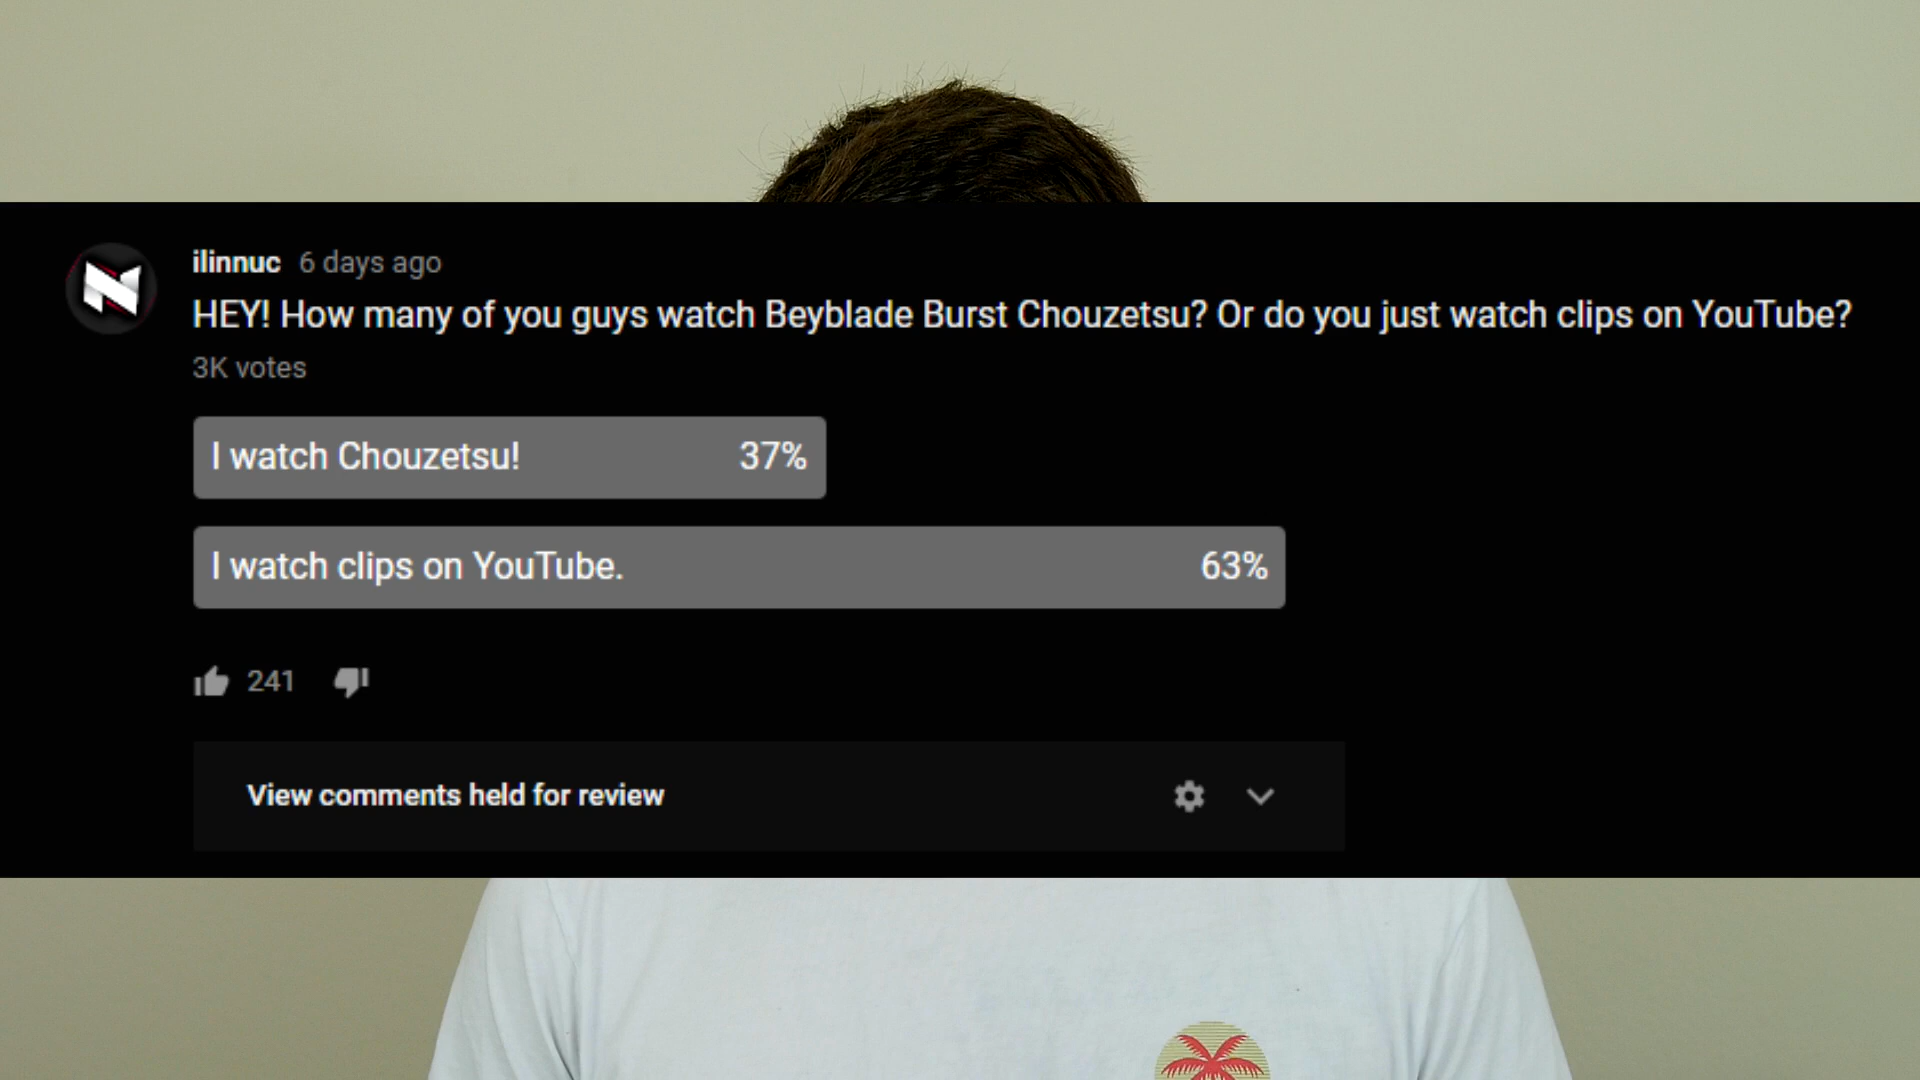 ilinnuc 6 days ago
HEY! How many of you guys watch Beyblade Burst Chouzetsu? Or do you just watch clips on YouTube?
3K votes
I watch Chouzetsu! 37%
I watch clips on YouTube. 63%
241
View comments held for review